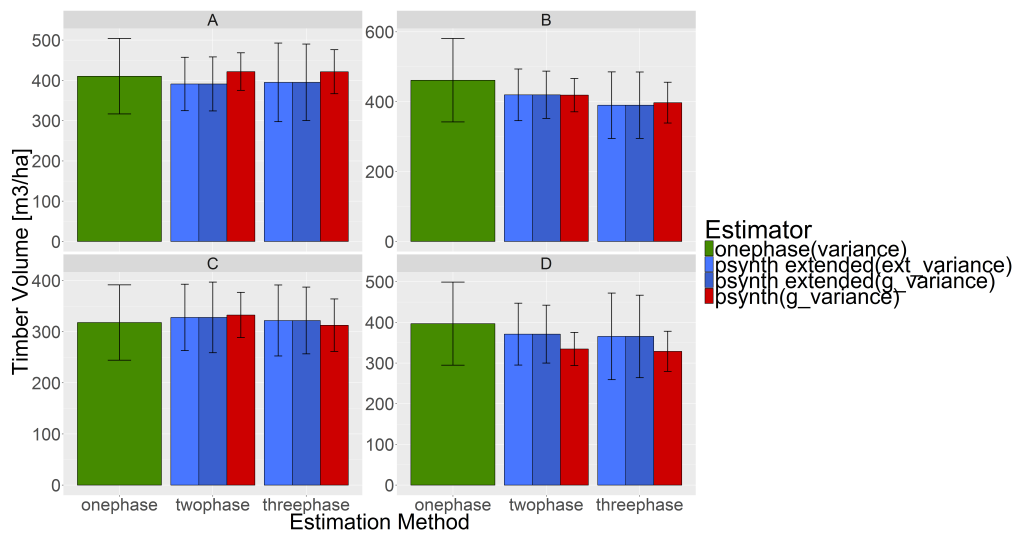 A
500
400
300
200
100
0
B
600
400
200
0
C
400
300
200
100
0
onephase twophase threephase
D
500
400
300
200
100
0
onephase twophase threephase
Timber Volume [m3/ha]
Estimation Method
Estimator
onephase(variance)
psynth extended(ext_variance)
psynth extended(g_variance)
psynth(g_variance)